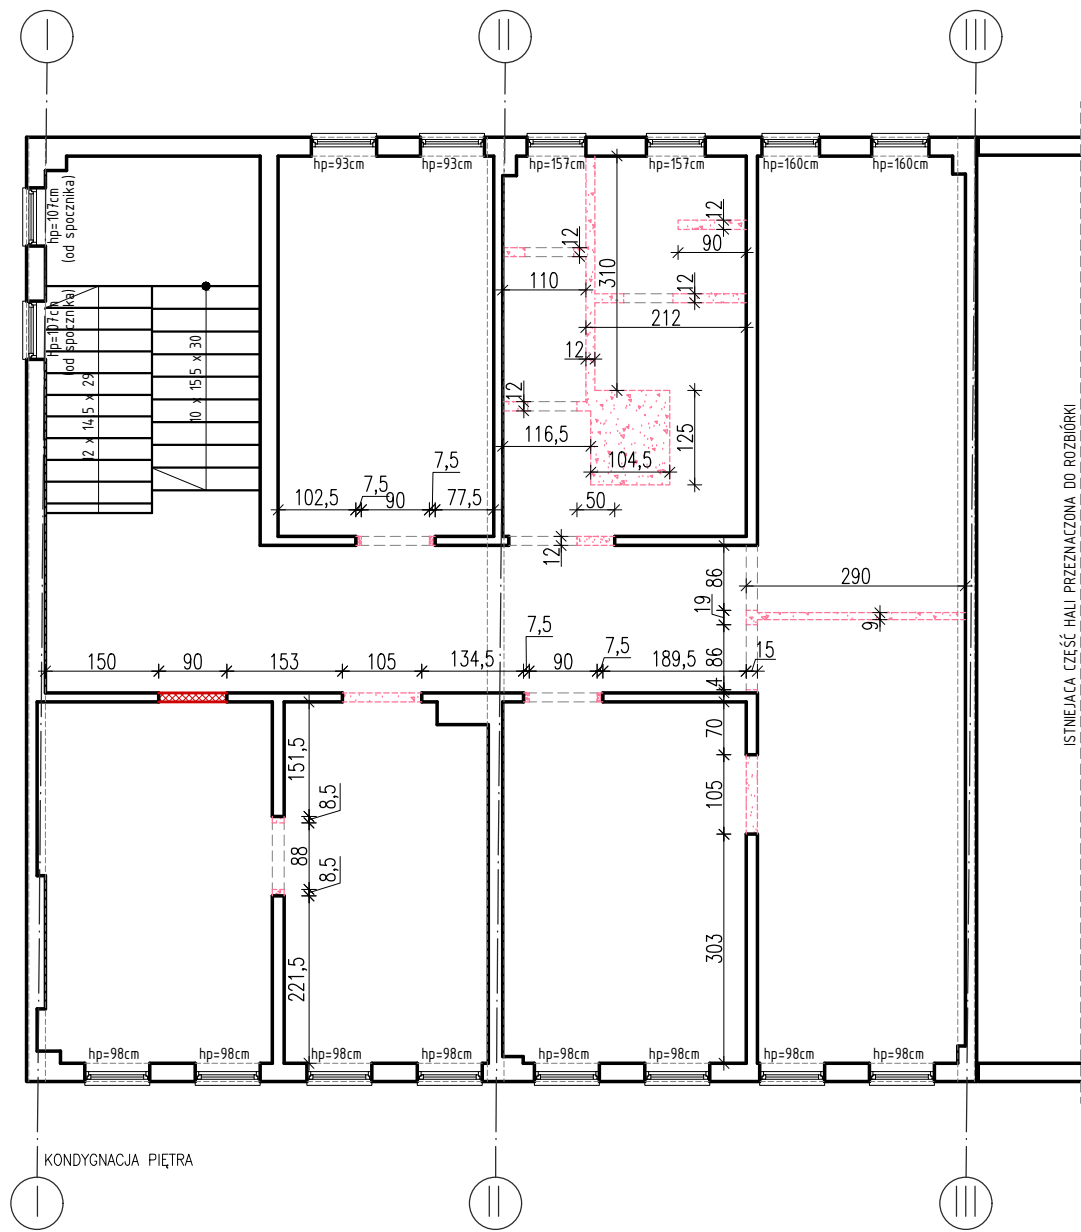 I
II
III
hp=93cm
hp=93cm
hp=157cm
hp=157cm
hp=160cm
hp=160cm
hp=107cm
(od spocznika)
hp=107cm
(od spocznika)
12 x 14,5 x 29
10 x 15,5 x 30
12
12
90
310
110
12
212
12
12
116,5
104,5
125
7,5
7,5
102,5
90
77,5
50
12
86
290
19
9
7,5
7,5
86
15
150
90
153
105
134,5
90
189,5
4
70
151,5
8,5
105
88
8,5
221,5
303
ISTNIEJACA CZĘŚĆ HALI PRZEZNACZONA DO ROZBIÓRKI
hp=98cm
hp=98cm
hp=98cm
hp=98cm
hp=98cm
hp=98cm
hp=98cm
hp=98cm
KONDYGNACJA PIĘTRA
I
II
III